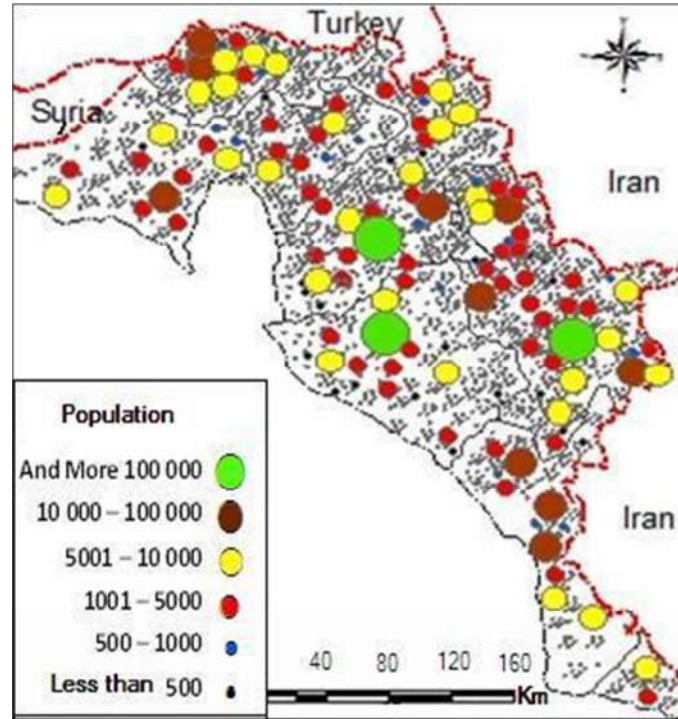 Turkey
Syria
Iran
Iran
Population
And More 100 000
10 000 – 100 000
5001 – 10 000
1001 – 5000
500 – 1000
Less than 500
40 80 120 160
Km